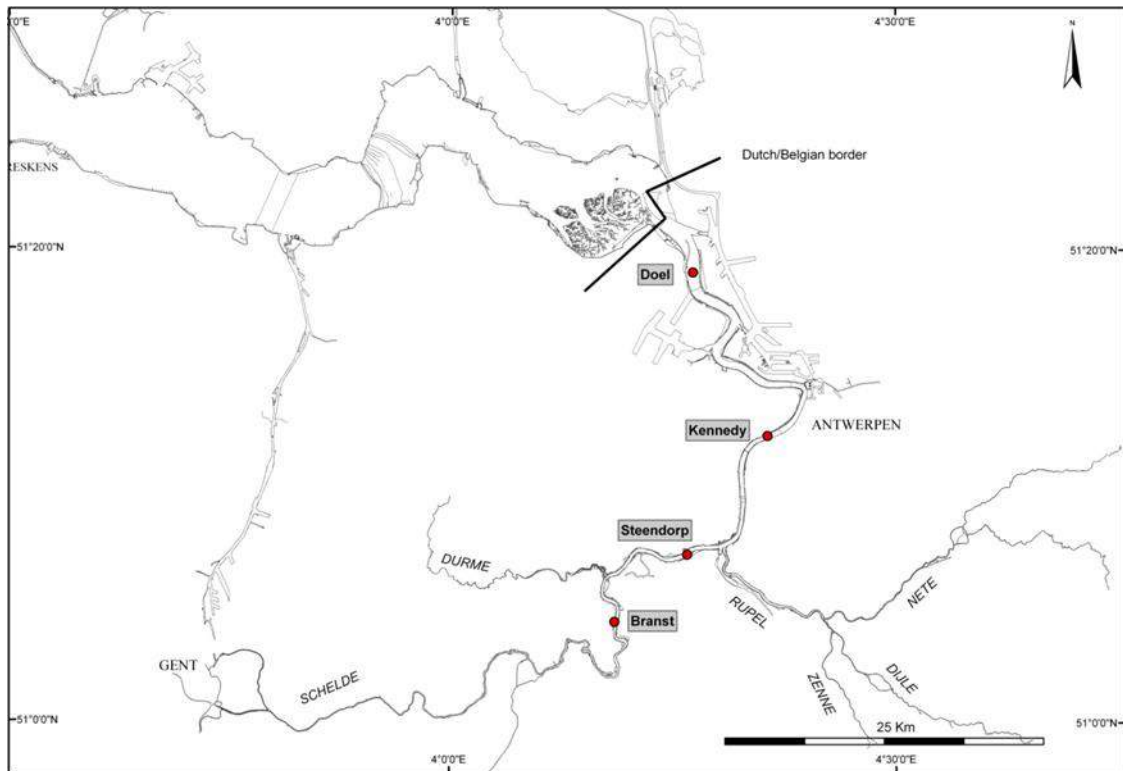 0'E
4°0'0"E
4°30'0"E
N
Dutch/Belgian border
RESKENS
51°20'0"N
51°20'0"N
Doel
Kennedy
ANTWERPEN
Steendorp
DURME
NETE
RUPEL
Branst
GENT
SCHELDE
ZENNE
DIJLE
51°0'0"N
25 Km
51°0'0"N
4°0'0"E
4°30'0"E